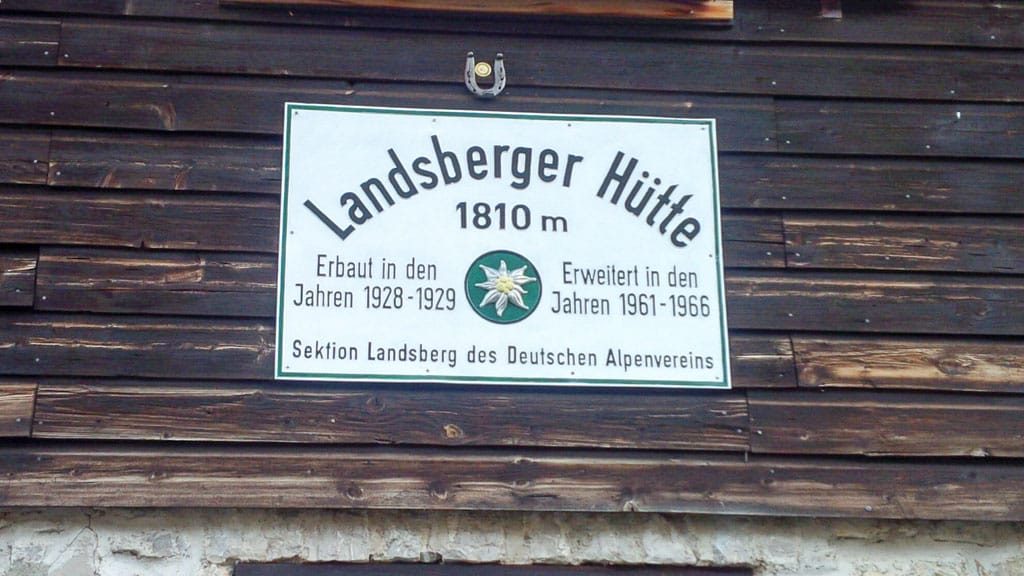 Landsberger Hütte
1810 m
Erbaut in den
Jahren 1928-1929
Erweitert in den
Jahren 1961-1966
Sektion Landsberg des Deutschen Alpenvereins